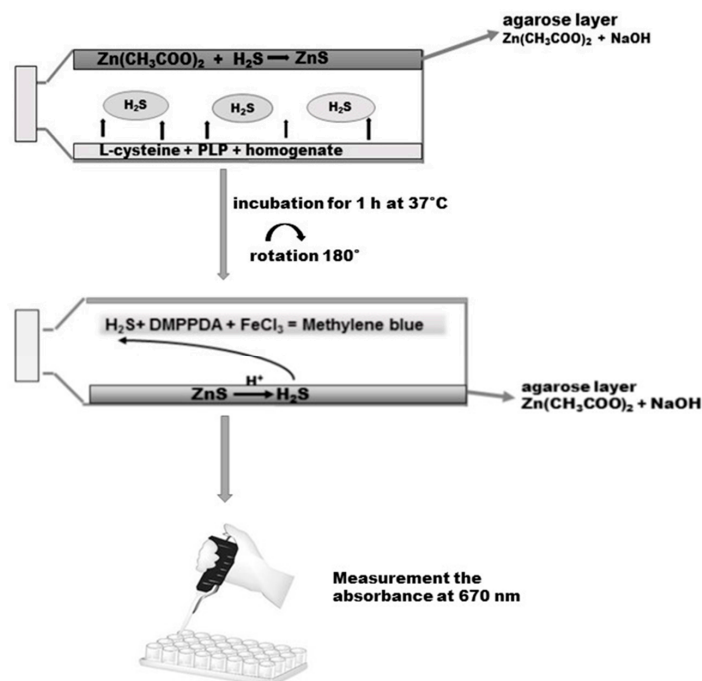 agarose layer
Zn(CH₃COO)₂ + NaOH
Zn(CH₃COO)₂ + H₂S → ZnS
H₂S
H₂S
H₂S
L-cysteine + PLP + homogenate
incubation for 1 h at 37°C
rotation 180°
H₂S+ DMPPDA + FeCl₃ = Methylene blue
H⁺
ZnS → H₂S
agarose layer
Zn(CH₃COO)₂ + NaOH
Measurement the
absorbance at 670 nm